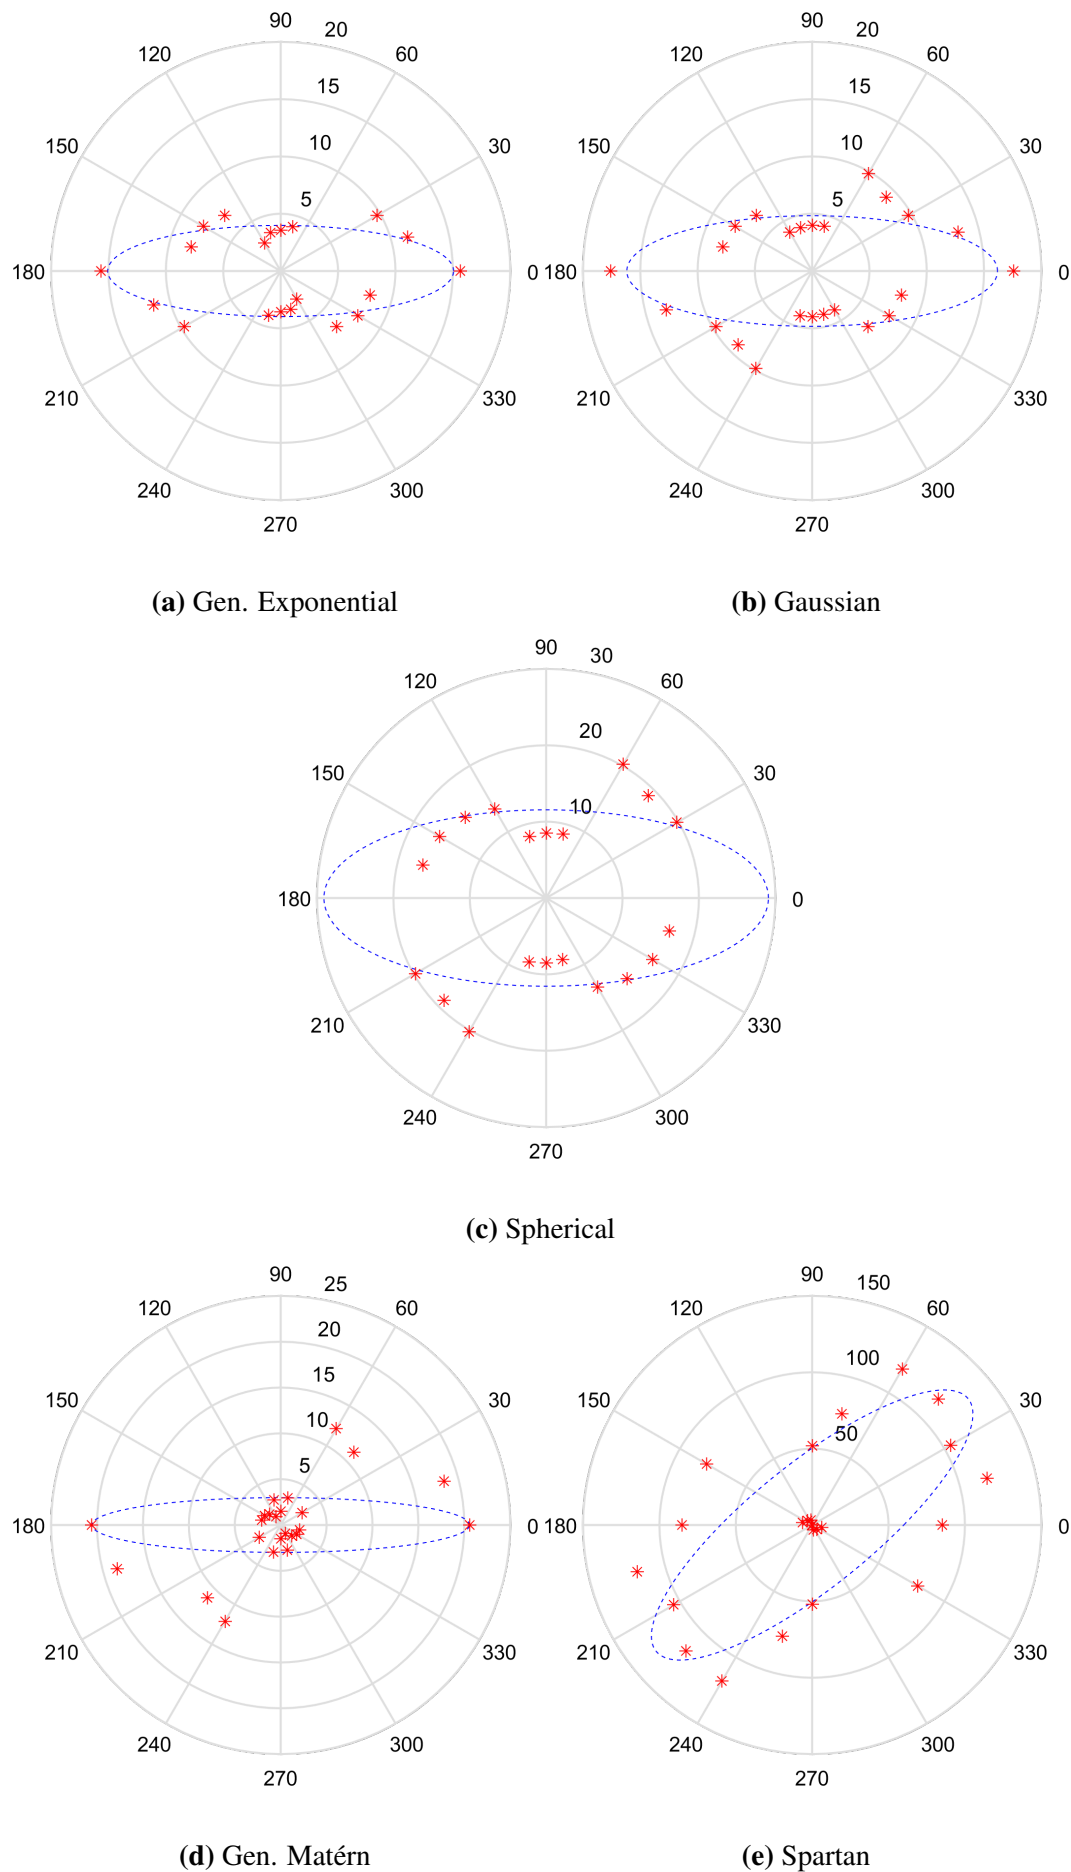 90 20 90 20
120 60 120 60
15 15
150 10 30 150 10 30
5 5
180 0 180 0
210 330 210 330
240 300 240 300
270 270
(a) Gen. Exponential (b) Gaussian
90 30
120 60
20
150 30
10
180 0
210 330
240 300
270
(c) Spherical
90 25 90 150
120 60 120 60
20
15 100
150 30 150 30
10 50
5
180 0 180 0
210 330 210 330
240 300 240 300
270 270
(d) Gen. Matérn (e) Spartan